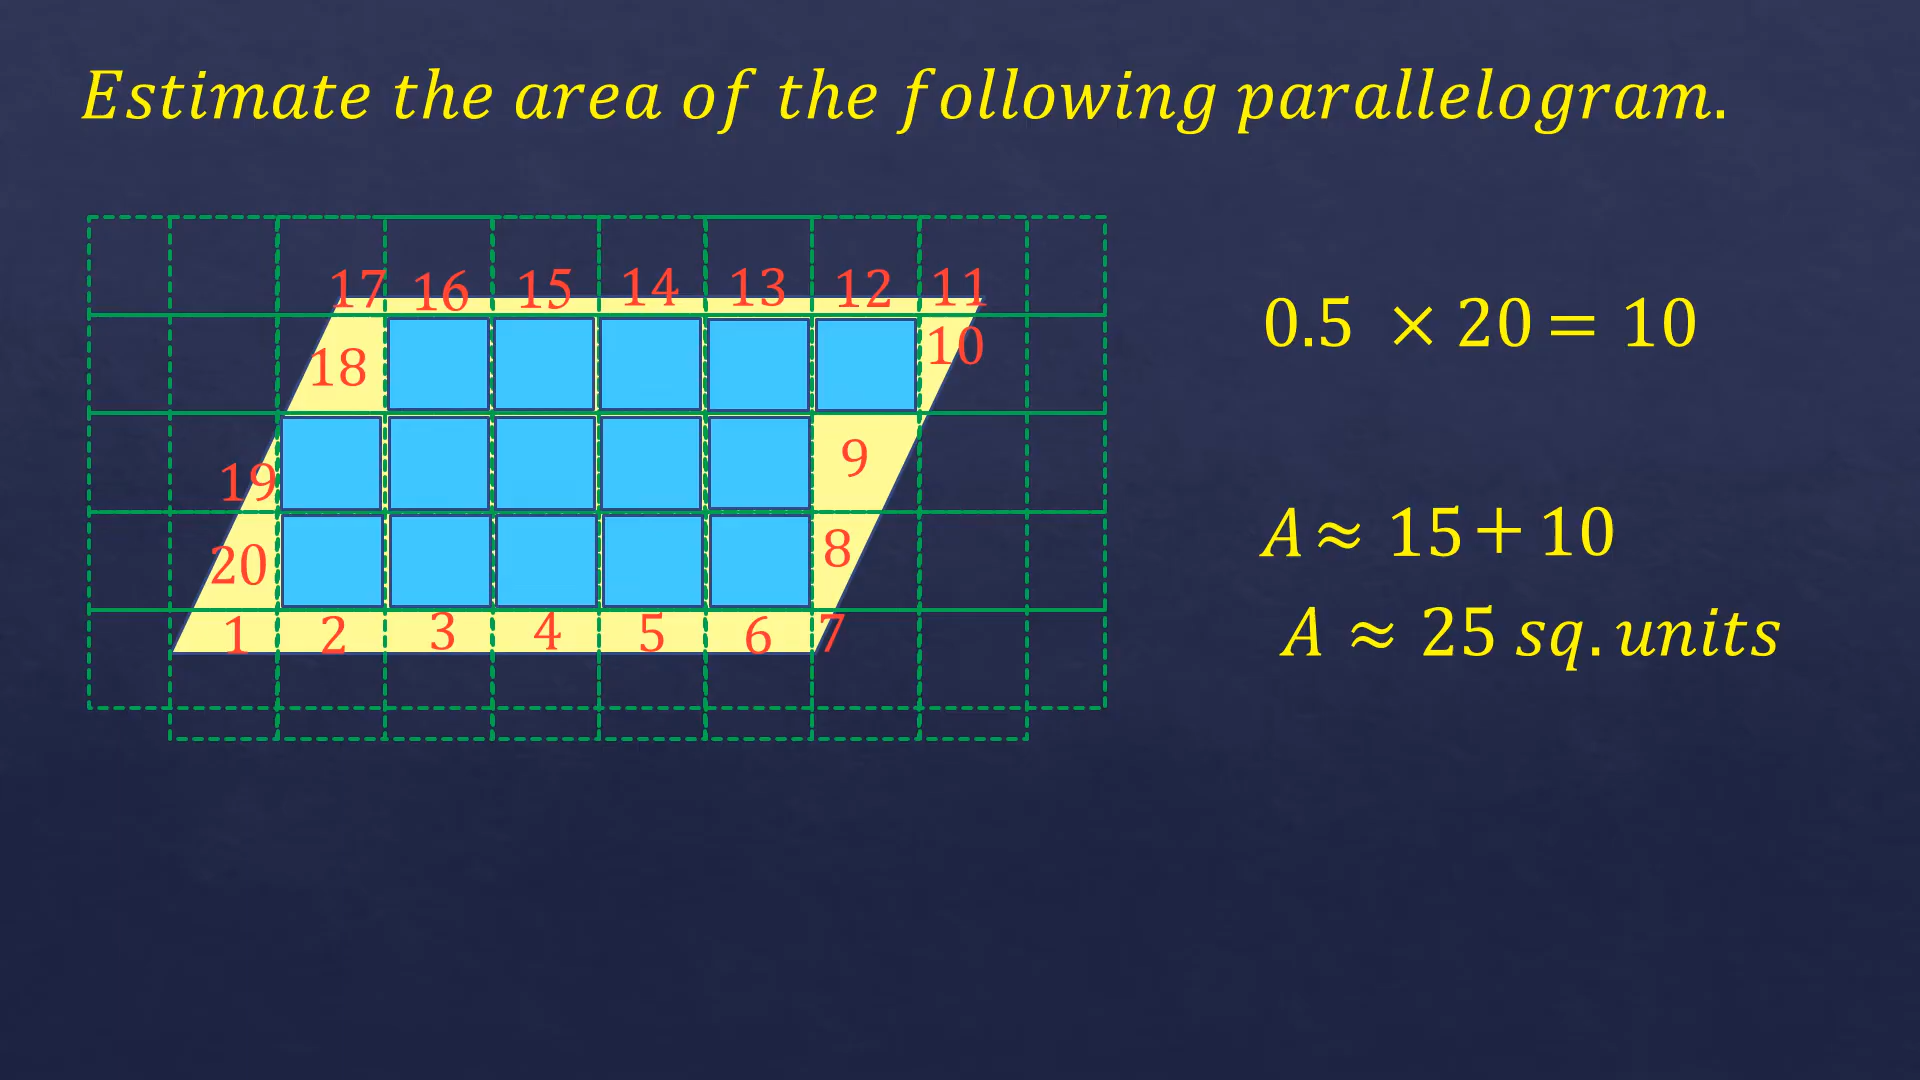 Estimate the area of the following parallelogram.
17 16 15 14 13 12 11
18 10
19 9
20 8
1 2 3 4 5 6 7
0.5 × 20 = 10
A ≈ 15 + 10
A ≈ 25 sq. units